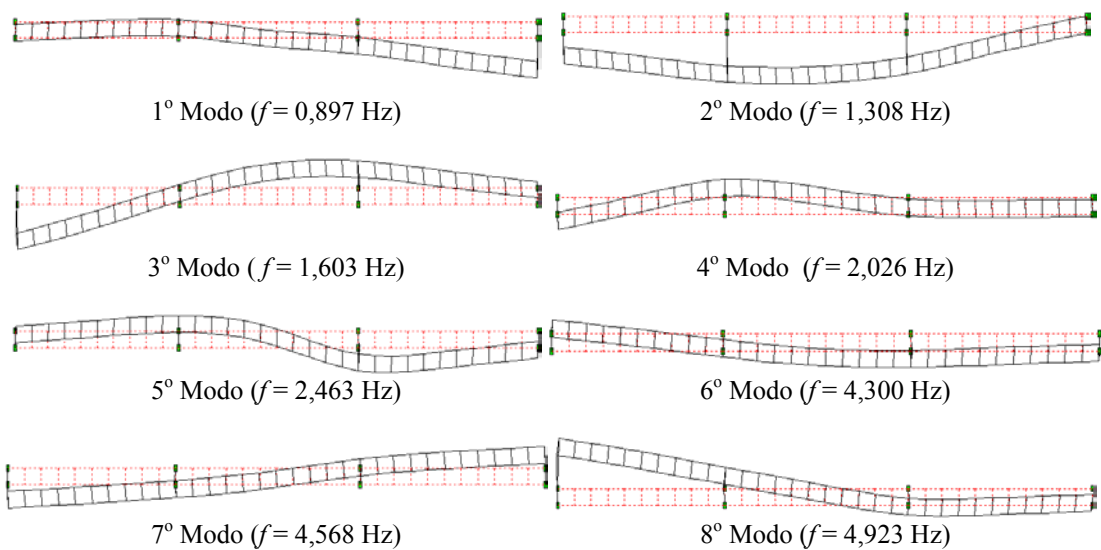 1º Modo (f = 0,897 Hz)
2º Modo (f = 1,308 Hz)
3º Modo ( f = 1,603 Hz)
4º Modo (f = 2,026 Hz)
5º Modo (f = 2,463 Hz)
6º Modo (f = 4,300 Hz)
7º Modo (f = 4,568 Hz)
8º Modo (f = 4,923 Hz)